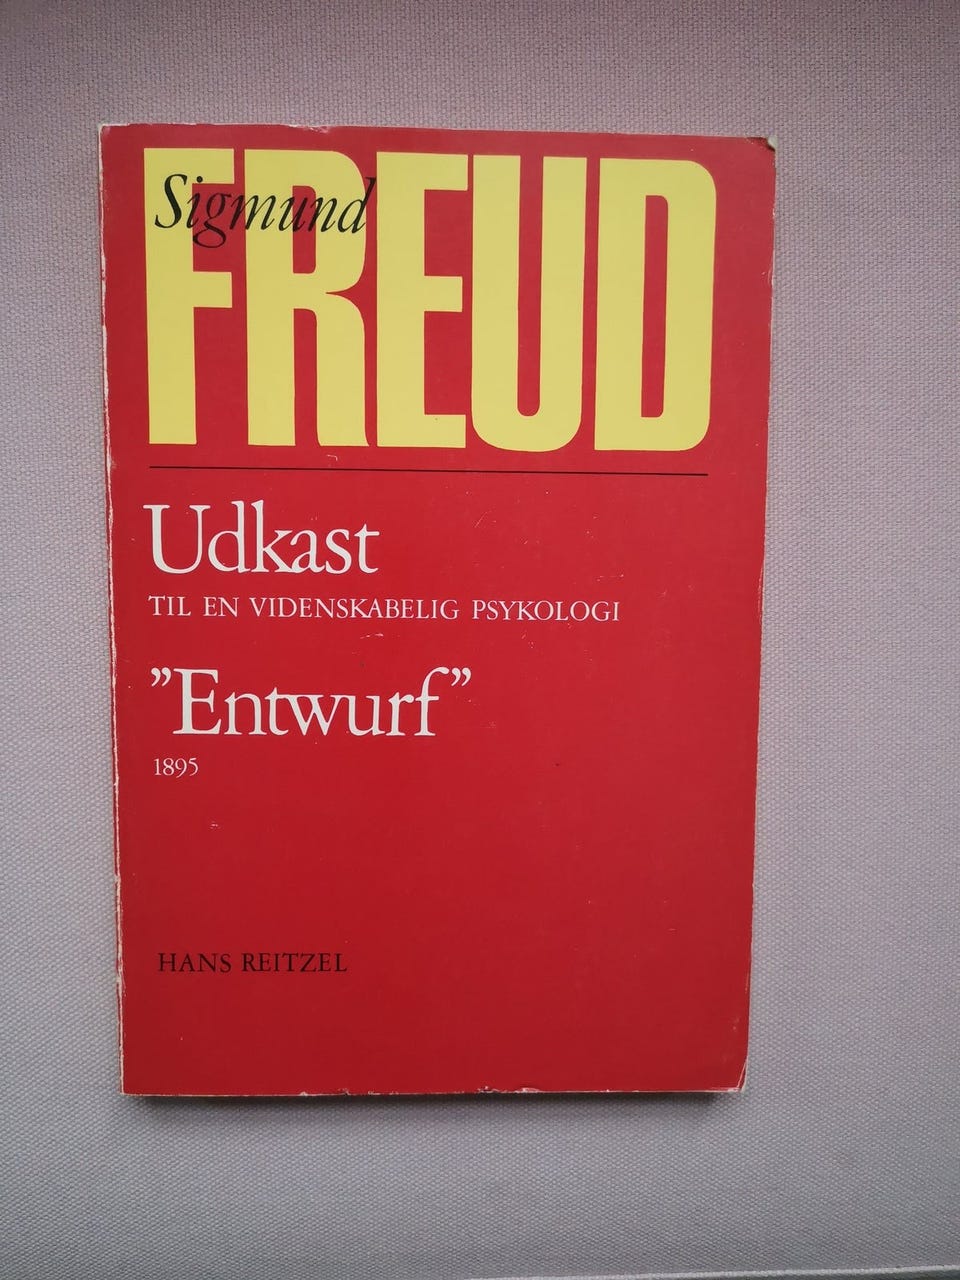 Sigmund
FREUD
Udkast
TIL EN VIDENSKABELIG PSYKOLOGI
”Entwurf”
1895
HANS REITZEL